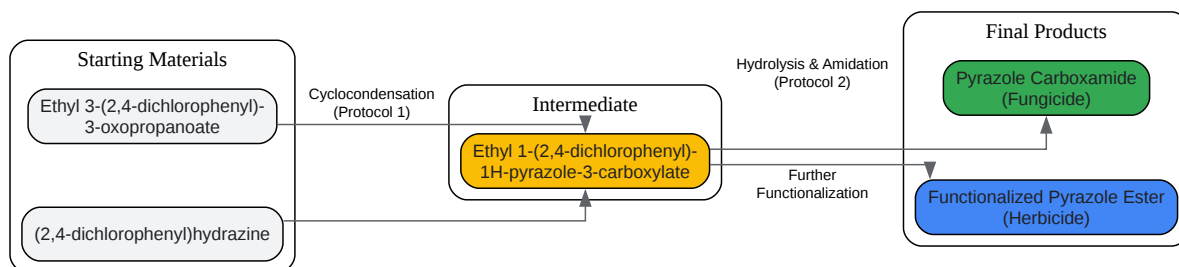 Starting Materials
Ethyl 3-(2,4-dichlorophenyl)-
3-oxopropanoate
(2,4-dichlorophenyl)hydrazine
Cyclocondensation
(Protocol 1)
Intermediate
Ethyl 1-(2,4-dichlorophenyl)-
1H-pyrazole-3-carboxylate
Hydrolysis & Amidation
(Protocol 2)
Further
Functionalization
Final Products
Pyrazole Carboxamide
(Fungicide)
Functionalized Pyrazole Ester
(Herbicide)